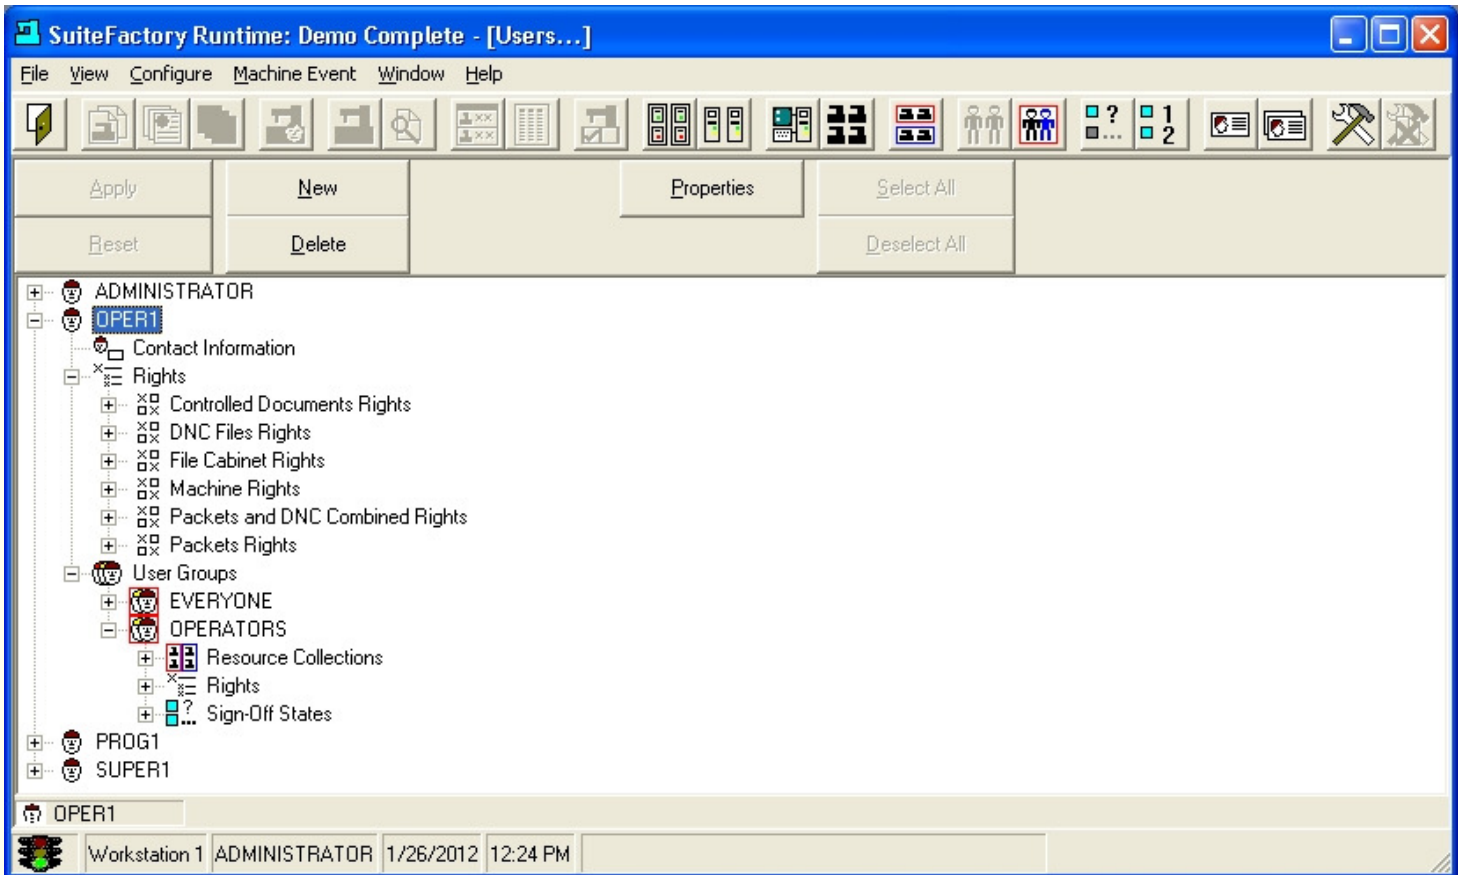 SuiteFactory Runtime: Demo Complete - [Users...]
File View Configure Machine Event Window Help
Apply New Properties Select All
Reset Delete Deselect All
ADMINISTRATOR
OPER1
Contact Information
Rights
Controlled Documents Rights
DNC Files Rights
File Cabinet Rights
Machine Rights
Packets and DNC Combined Rights
Packets Rights
User Groups
EVERYONE
OPERATORS
Resource Collections
Rights
Sign-Off States
PROG1
SUPER1
OPER1
Workstation 1 ADMINISTRATOR 1/26/2012 12:24 PM